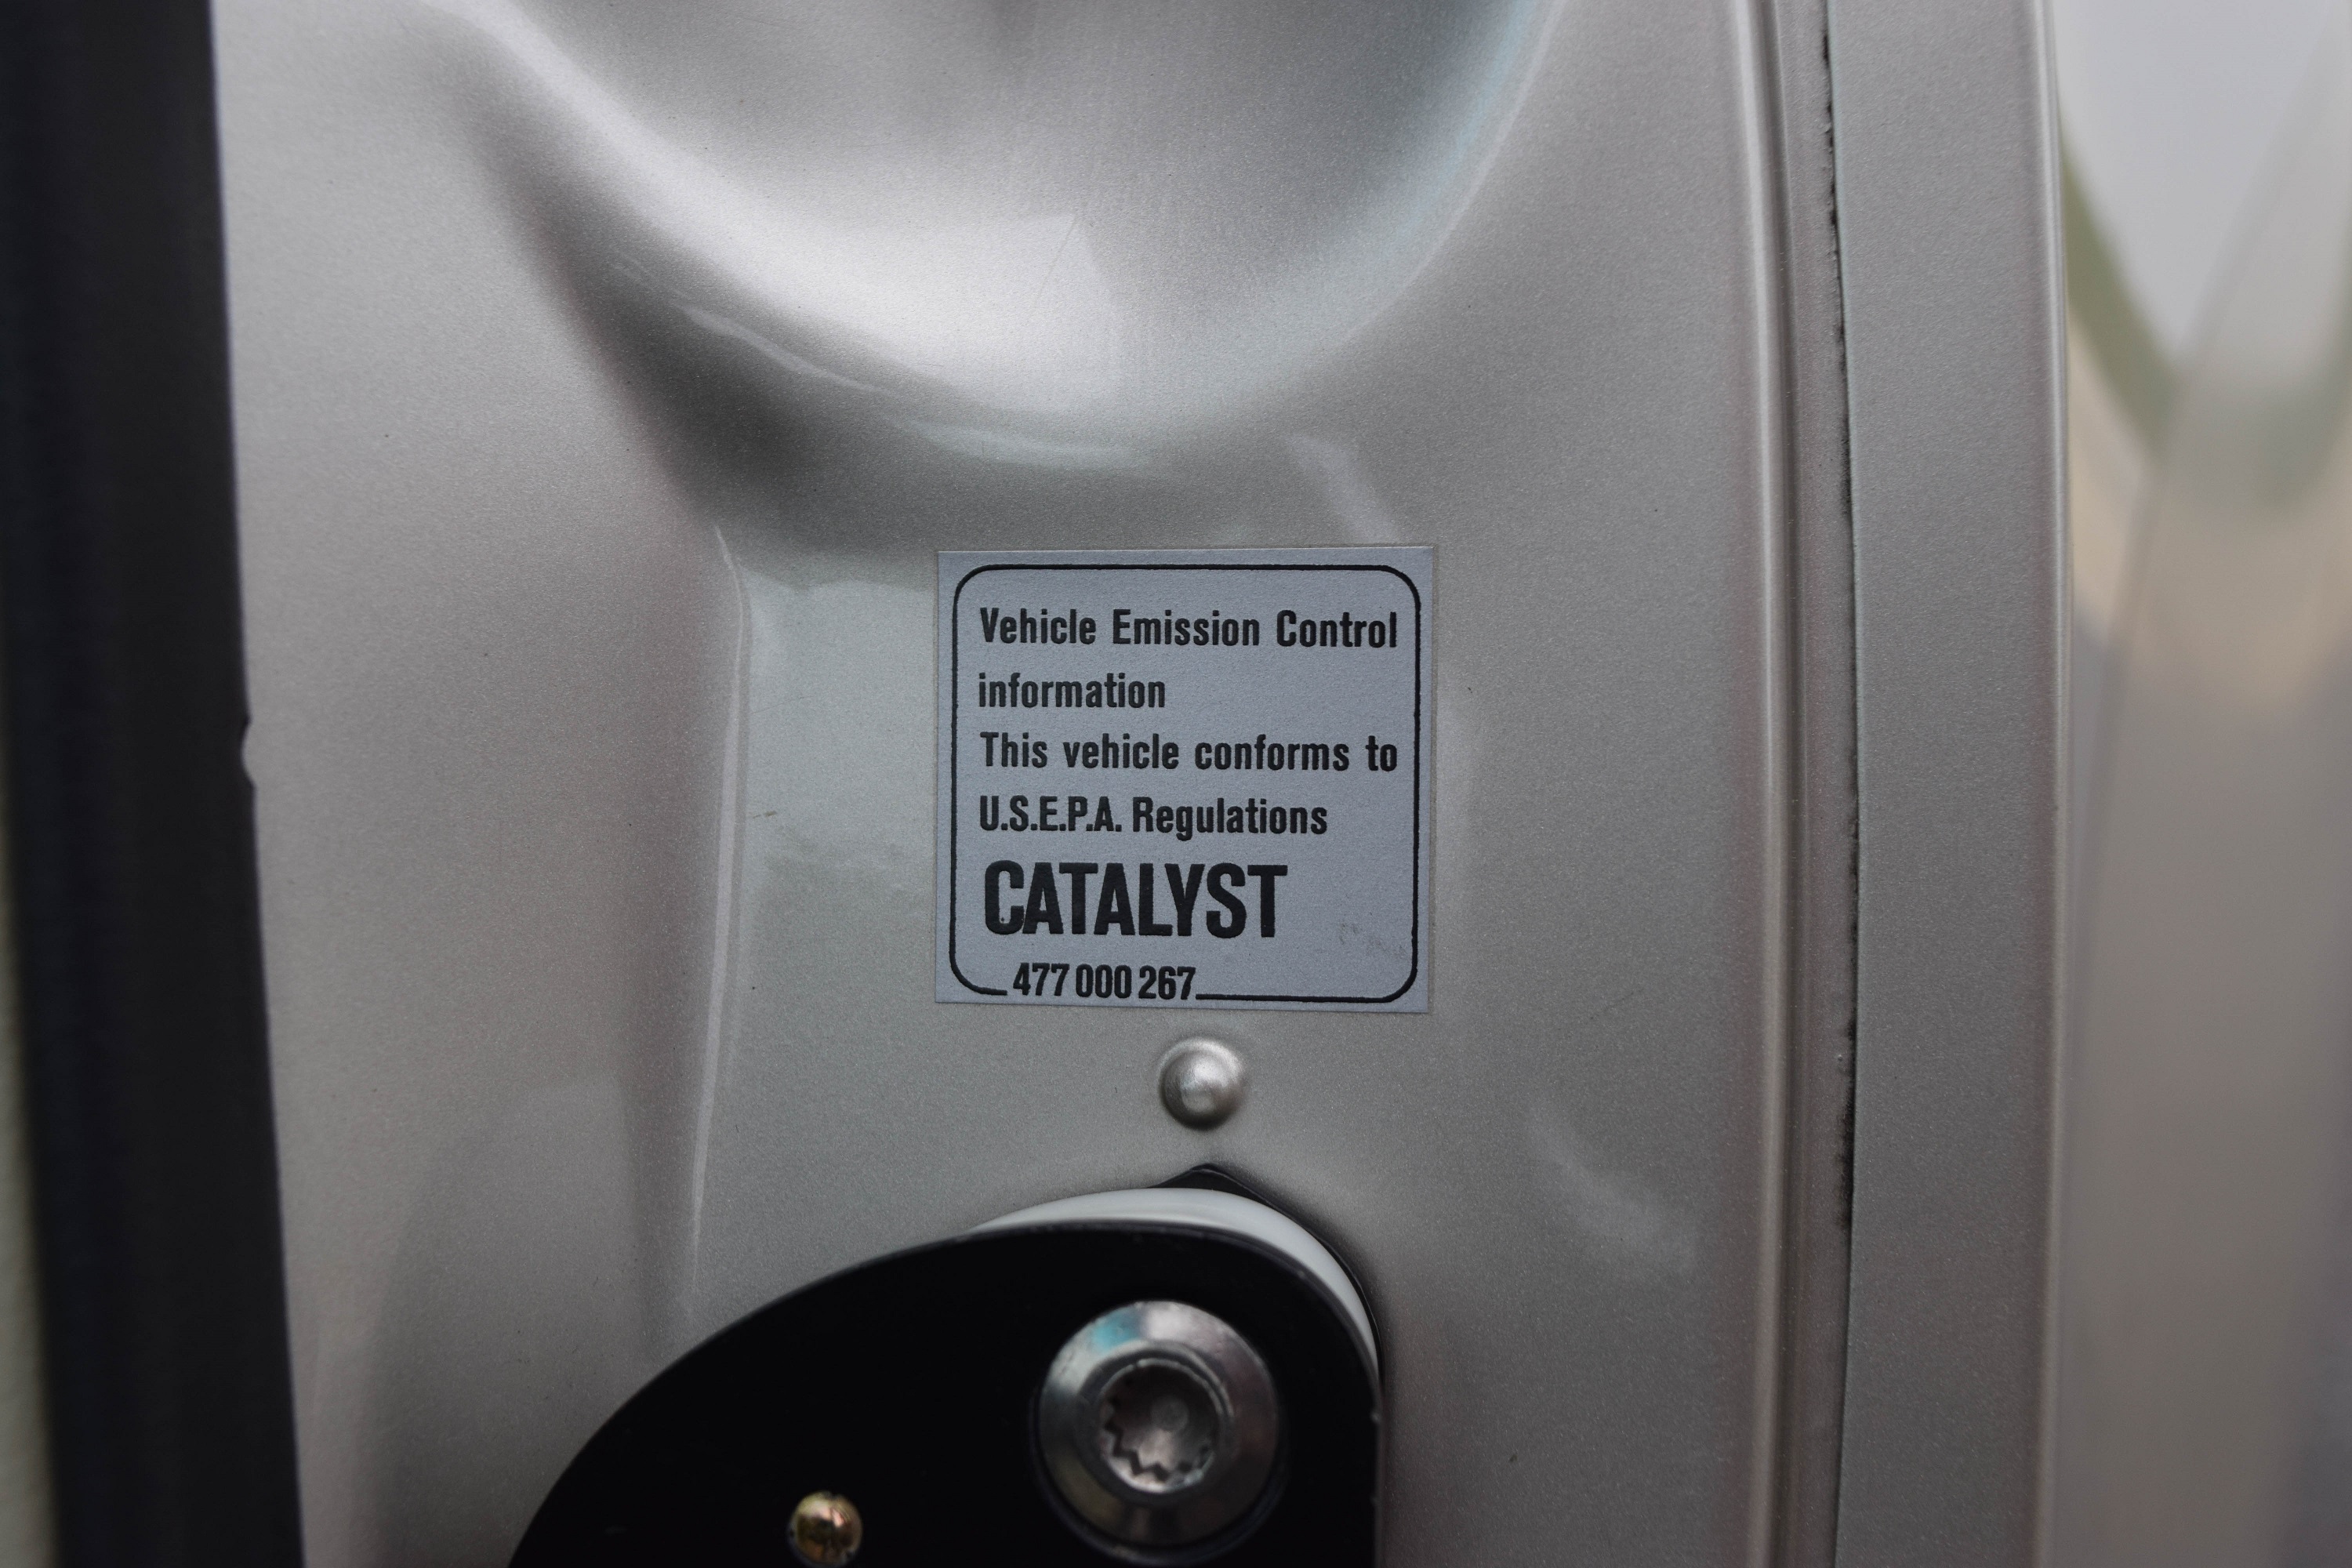 Vehicle Emission Control
information
This vehicle conforms to
U.S.E.P.A. Regulations
CATALYST
477 000 267